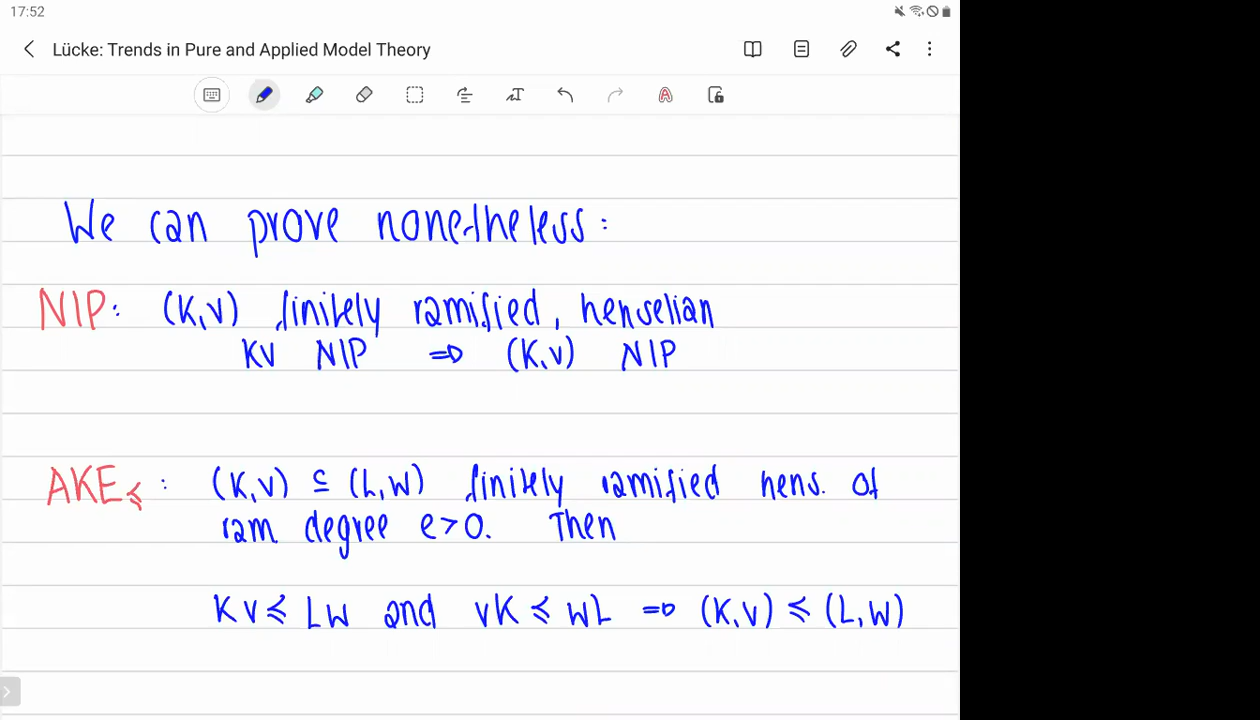 17:52
Lücke: Trends in Pure and Applied Model Theory
We can prove nonetheless:
NIP: (K,v) finitely ramified, henselian
Kv NIP ⇒ (K,v) NIP
AKE≼ : (K,v) ⊆ (L,w) finitely ramified hens. of
ram. degree e>0. Then
Kv ≼ Lw and vK ≼ wL ⇒ (K,v) ≼ (L,w)